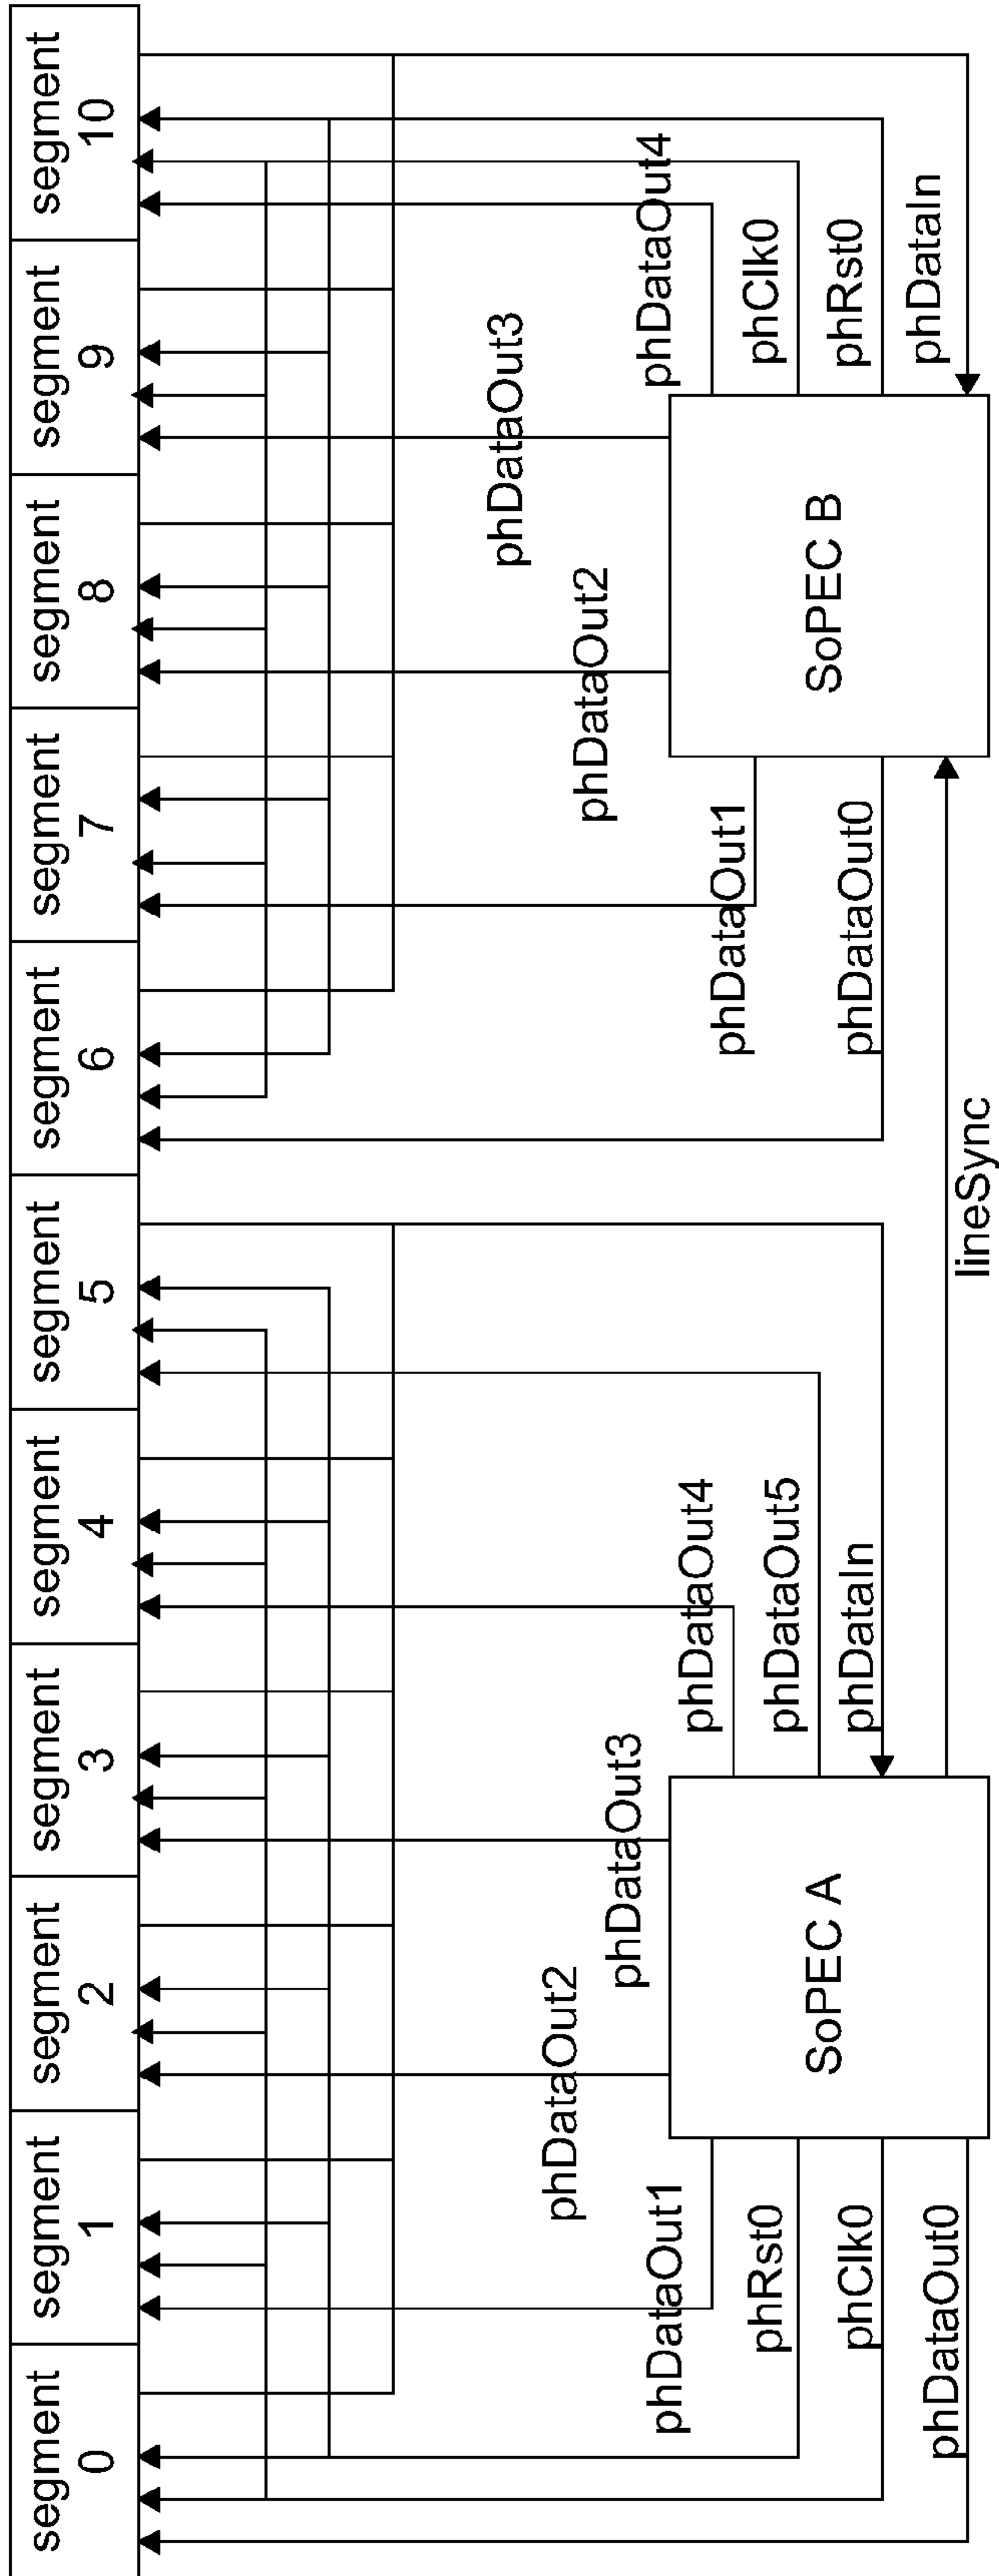 segment
0
segment
1
segment
2
segment
3
segment
4
segment
5
segment
6
segment
7
segment
8
segment
9
segment
10
phDataOut2
phDataOut3
phDataOut1
phDataOut4
phRst0
phDataOut5
phClk0
phDataIn
phDataOut0
SoPEC A
lineSync
phDataOut3
phDataOut2
phDataOut4
phDataOut1
phClk0
phDataOut0
phRst0
phDataIn
SoPEC B